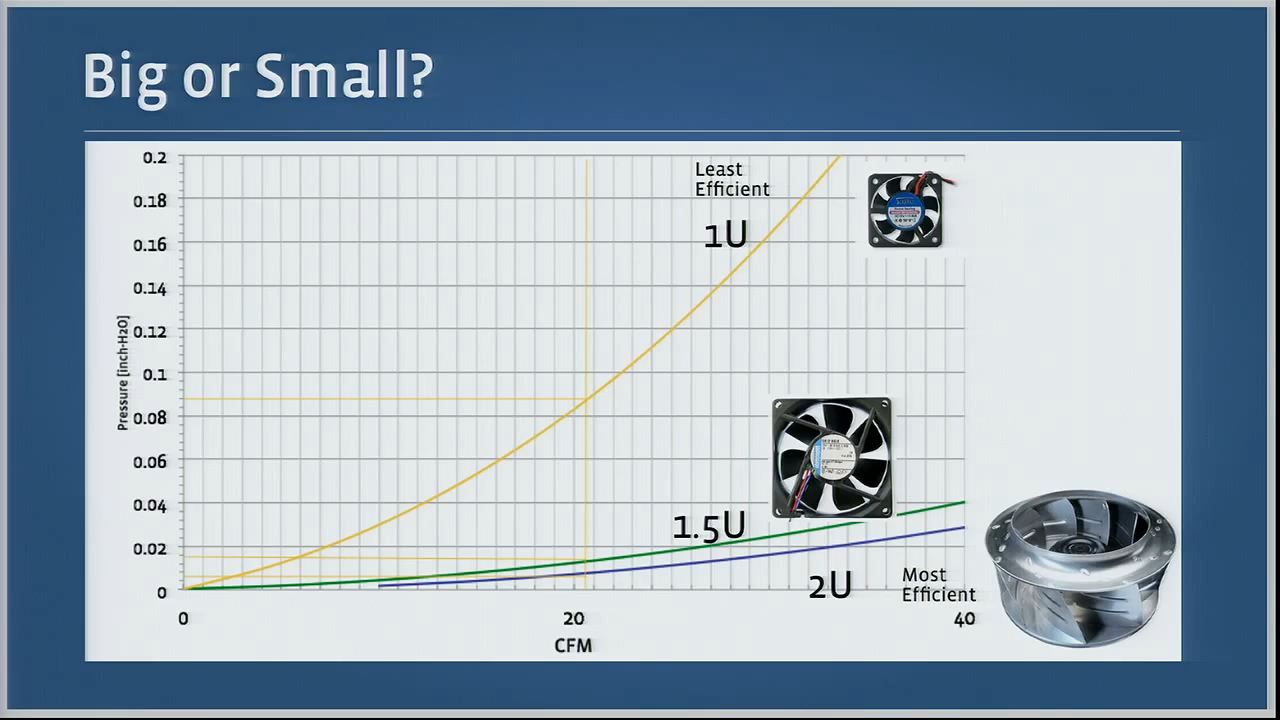 Big or Small?
0.2
0.18
0.16
0.14
0.12
0.1
0.08
0.06
0.04
0.02
0
Pressure [inch-H2O]
Least
Efficient
1U
1.5U
2U
Most
Efficient
0
20
40
CFM